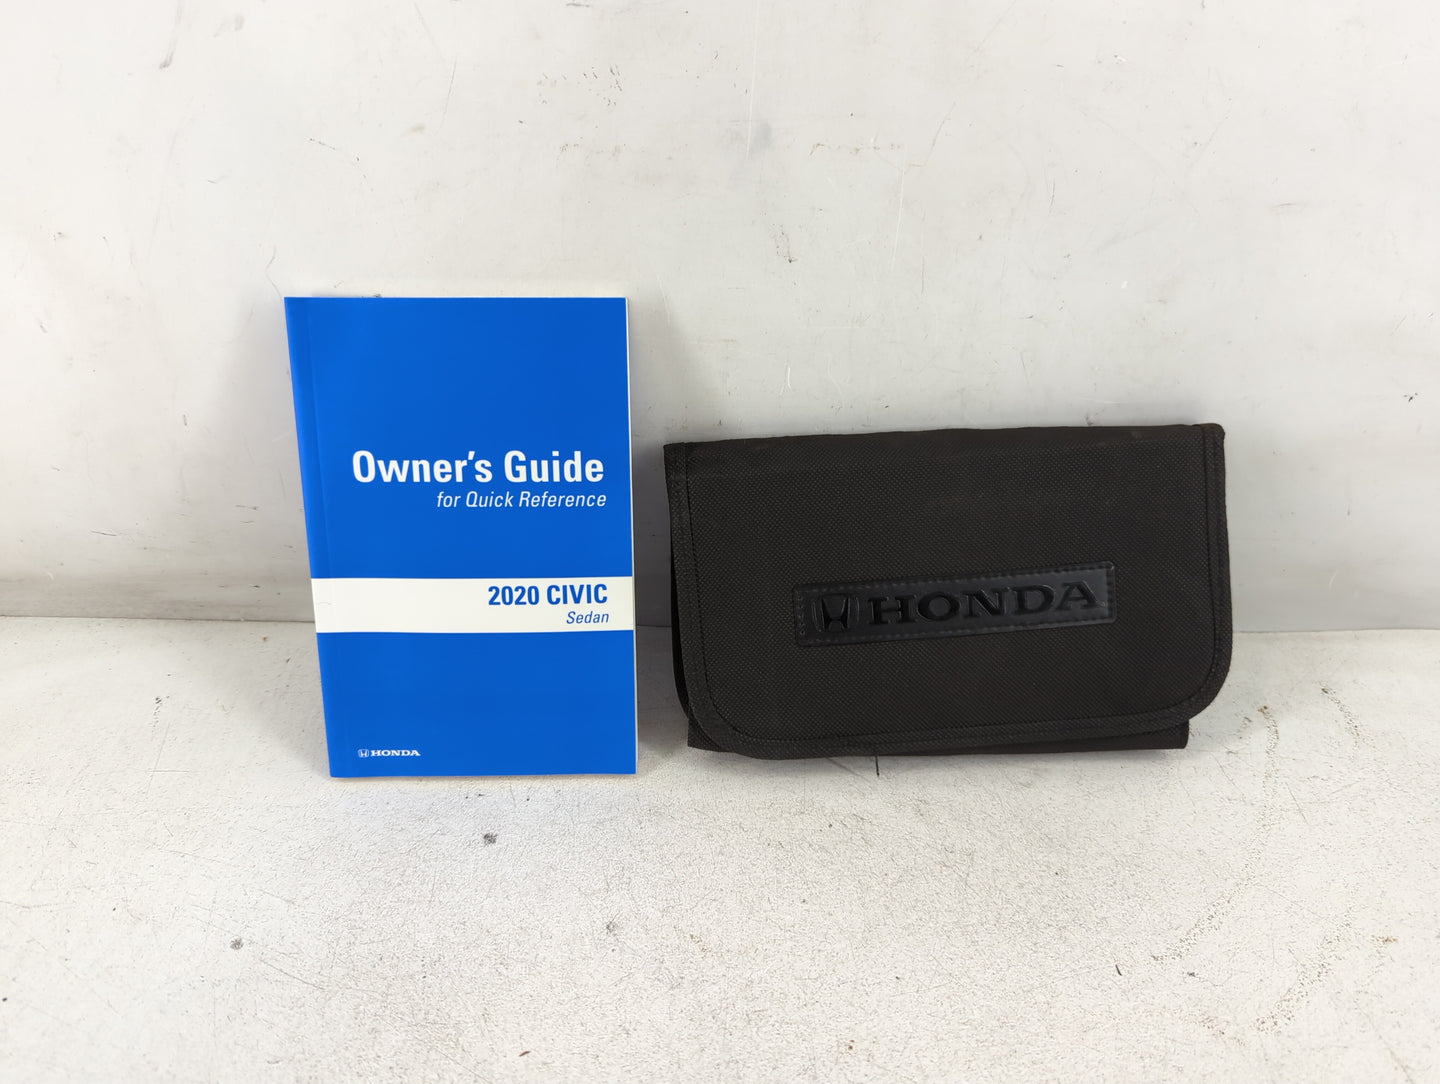 Owner's Guide
for Quick Reference
2020 CIVIC
Sedan
HONDA
HONDA